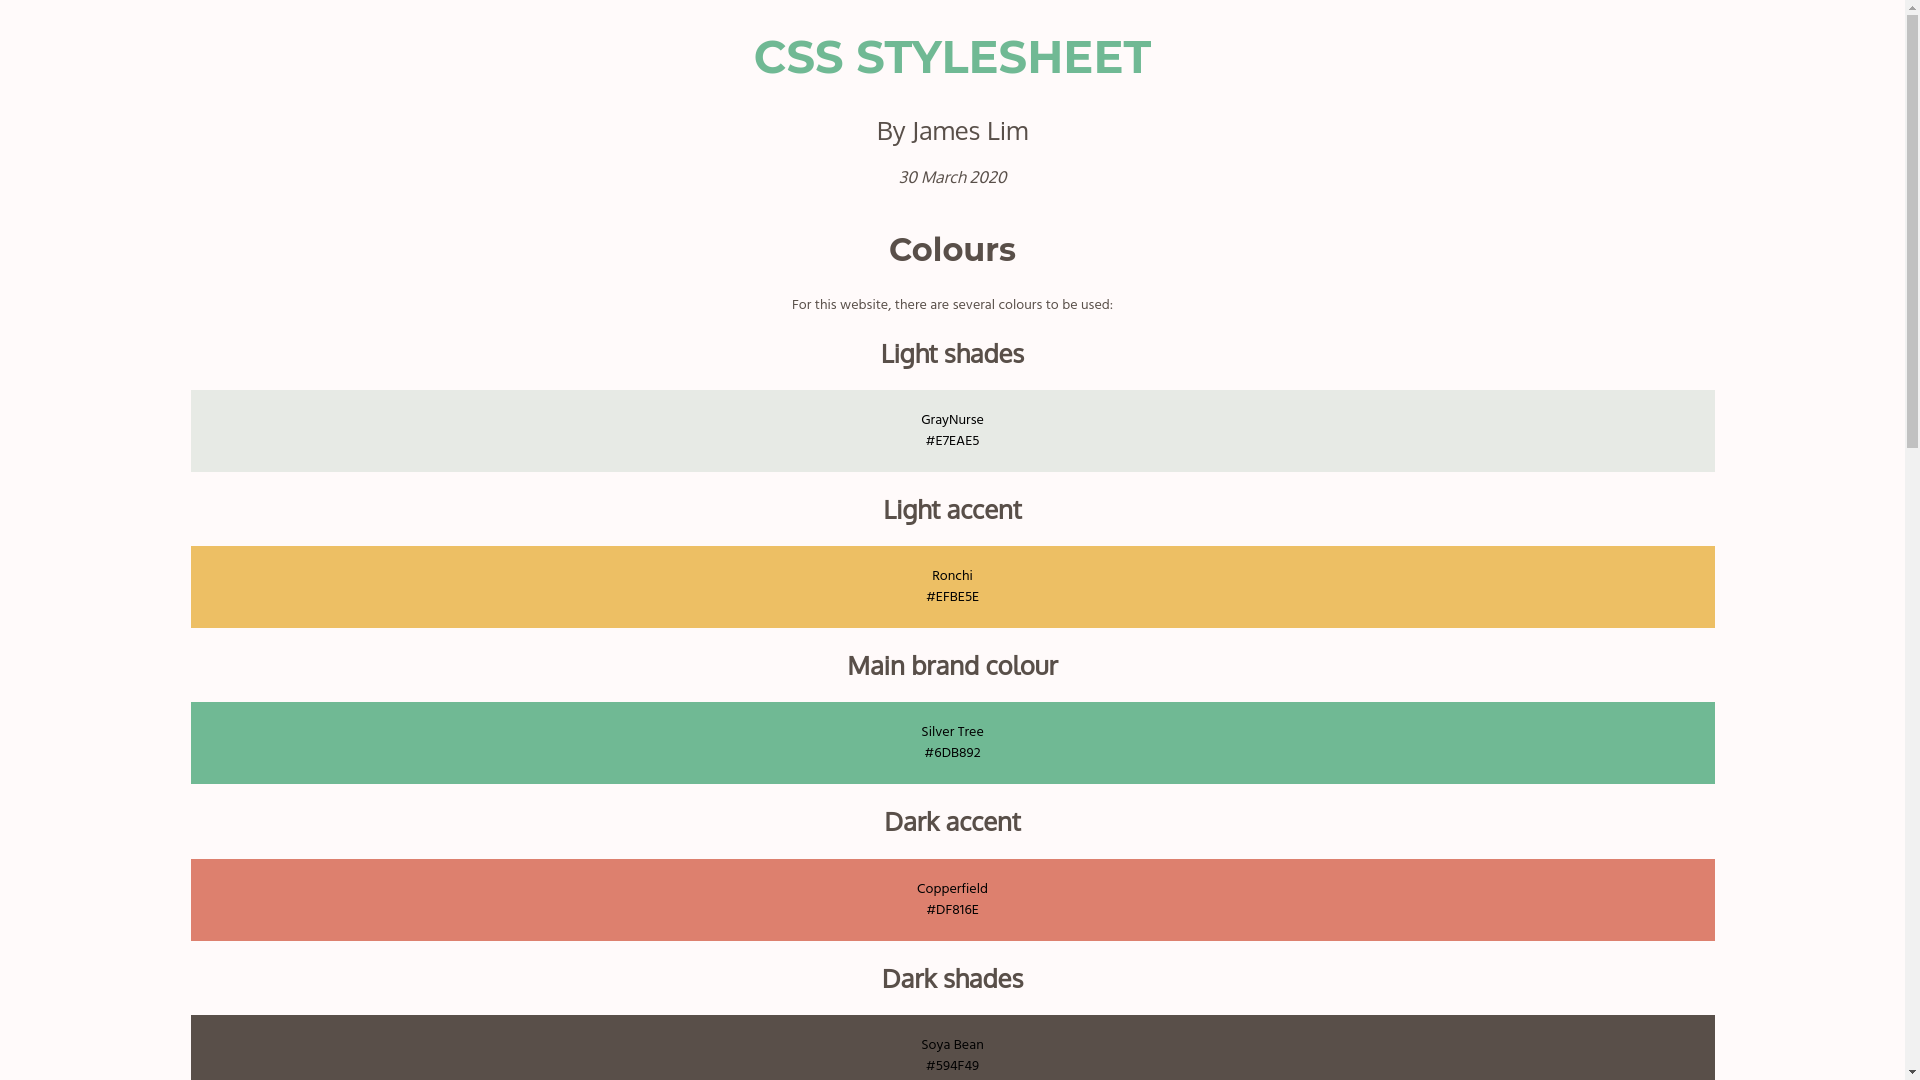 CSS STYLESHEET
By James Lim
30 March 2020
Colours
For this website, there are several colours to be used:
Light shades
GrayNurse
#E7EAE5
Light accent
Ronchi
#EFBE5E
Main brand colour
Silver Tree
#6DB892
Dark accent
Copperfield
#DF816E
Dark shades
Soya Bean
#594F49